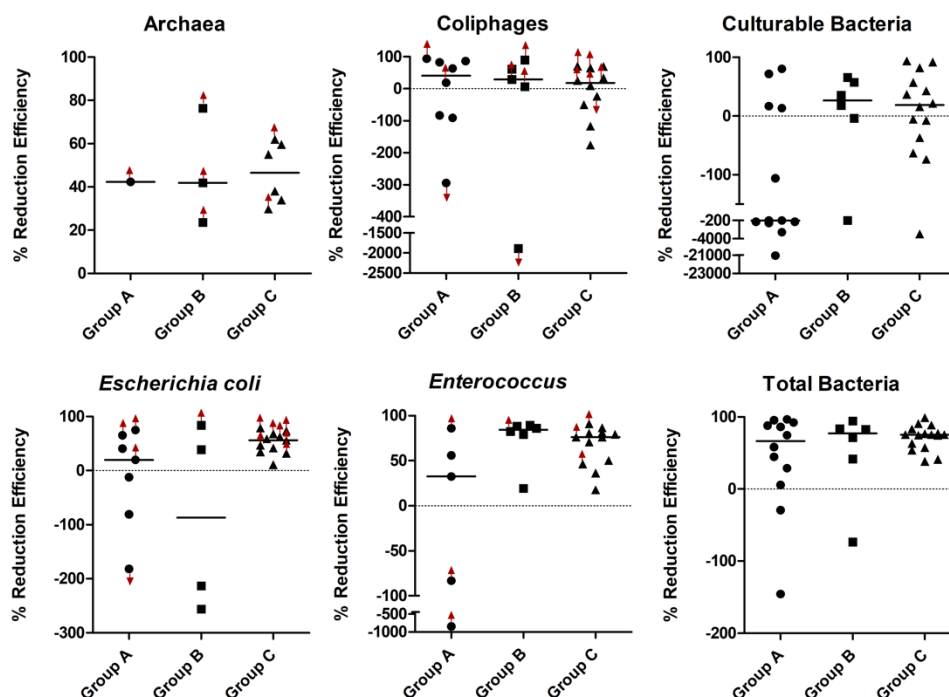 Archaea
% Reduction Efficiency
100
80
60
40
20
0
Group A
Group B
Group C
Coliphages
% Reduction Efficiency
100
0
-100
-200
-300
-400
-500
-2000
-2500
Group A
Group B
Group C
Culturable Bacteria
% Reduction Efficiency
100
0
-100
-200
-4000
-21000
-23000
Group A
Group B
Group C
Escherichia coli
% Reduction Efficiency
100
0
-100
-200
-300
Group A
Group B
Group C
Enterococcus
% Reduction Efficiency
100
50
0
-50
-100
-500
-1000
Group A
Group B
Group C
Total Bacteria
% Reduction Efficiency
100
0
-100
-200
Group A
Group B
Group C